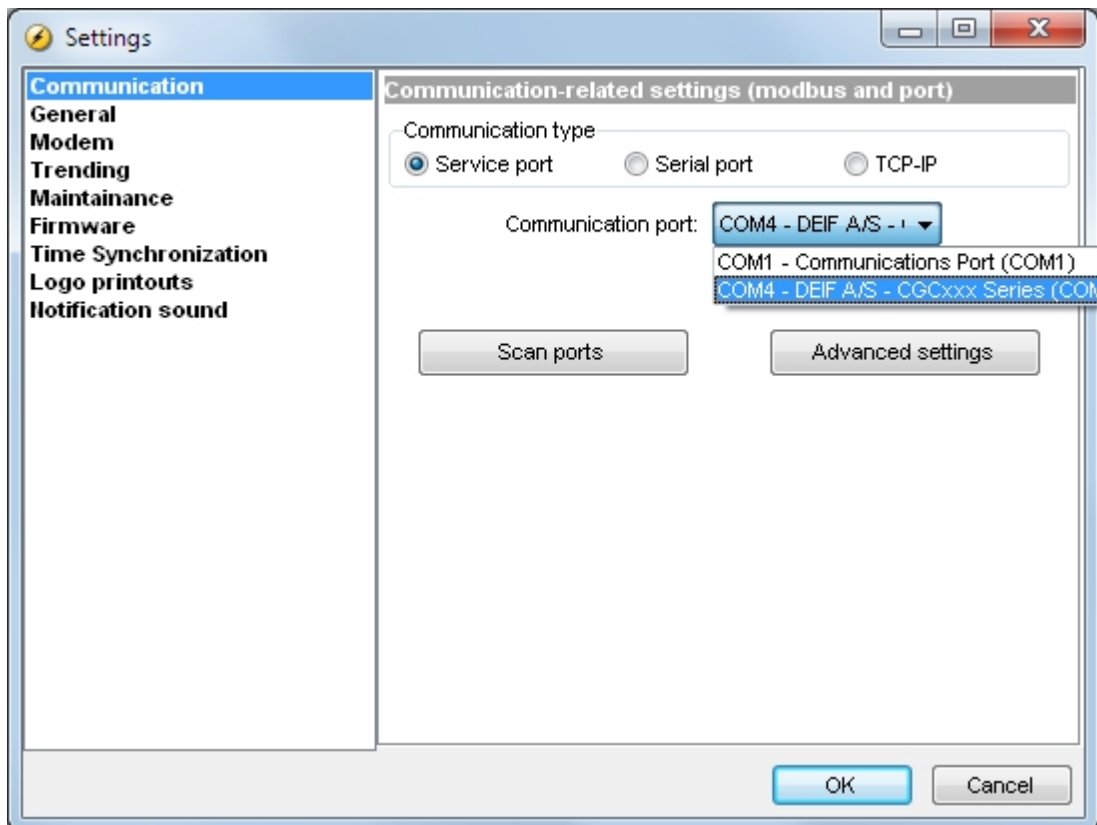 Settings
Communication
General
Modem
Trending
Maintainance
Firmware
Time Synchronization
Logo printouts
Notification sound
Communication-related settings (modbus and port)
Communication type
Service port Serial port TCP-IP
Communication port: COM4 - DEIF A/S -
COM1 - Communications Port (COM1)
COM4 - DEIF A/S - CGCxxx Series (COM
Scan ports Advanced settings
OK Cancel